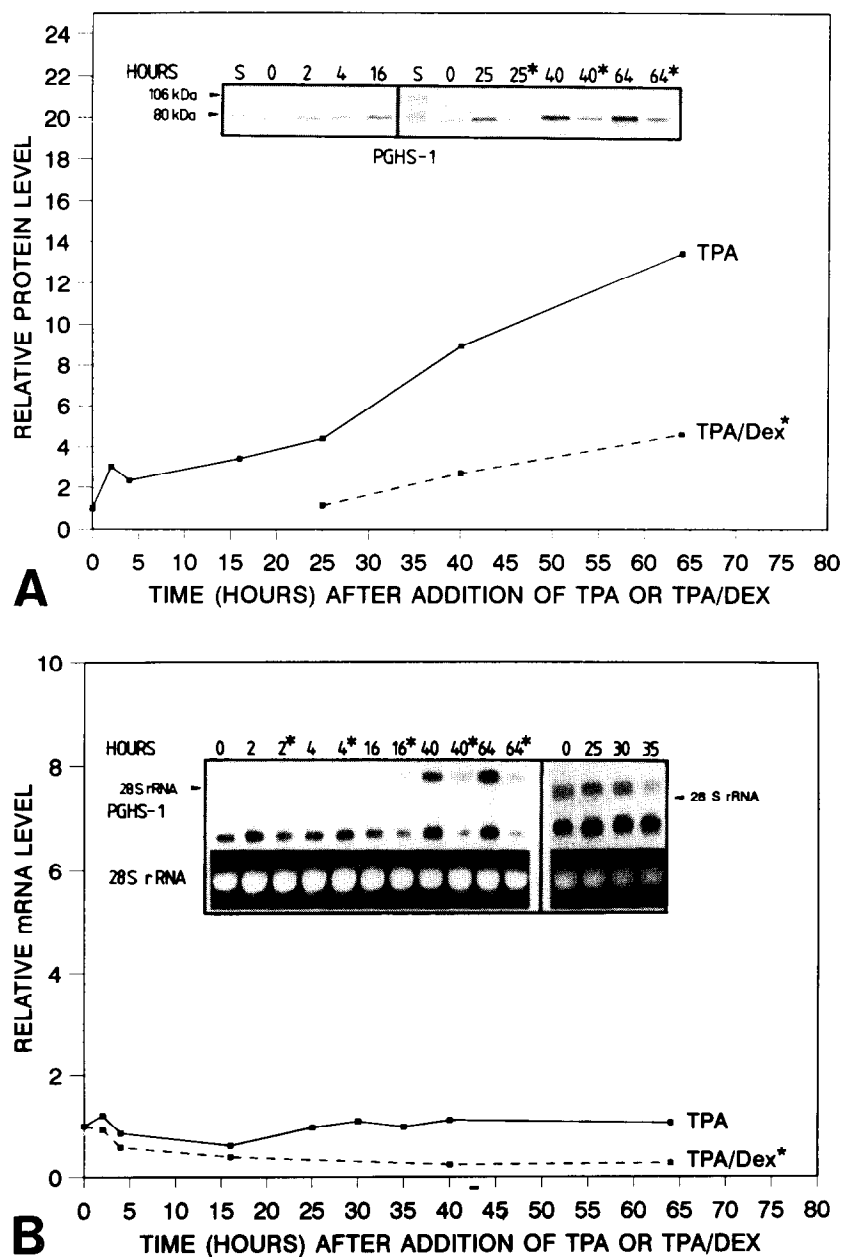 24
22
20
18
16
14
12
10
8
6
4
2
0
RELATIVE PROTEIN LEVEL
HOURS S 0 2 4 16 S 0 25 25* 40 40* 64 64*
106 kDa
80 kDa
PGHS-1
TPA
TPA/Dex*
0 5 10 15 20 25 30 35 40 45 50 55 60 65 70 75 80
A TIME (HOURS) AFTER ADDITION OF TPA OR TPA/DEX
10
8
6
4
2
0
RELATIVE mRNA LEVEL
HOURS 0 2 2* 4 4* 16 16* 40 40* 64 64* 0 25 30 35
28S rRNA
28 S rRNA
PGHS-1
28S rRNA
TPA
TPA/Dex*
0 5 10 15 20 25 30 35 40 45 50 55 60 65 70 75 80
B TIME (HOURS) AFTER ADDITION OF TPA OR TPA/DEX